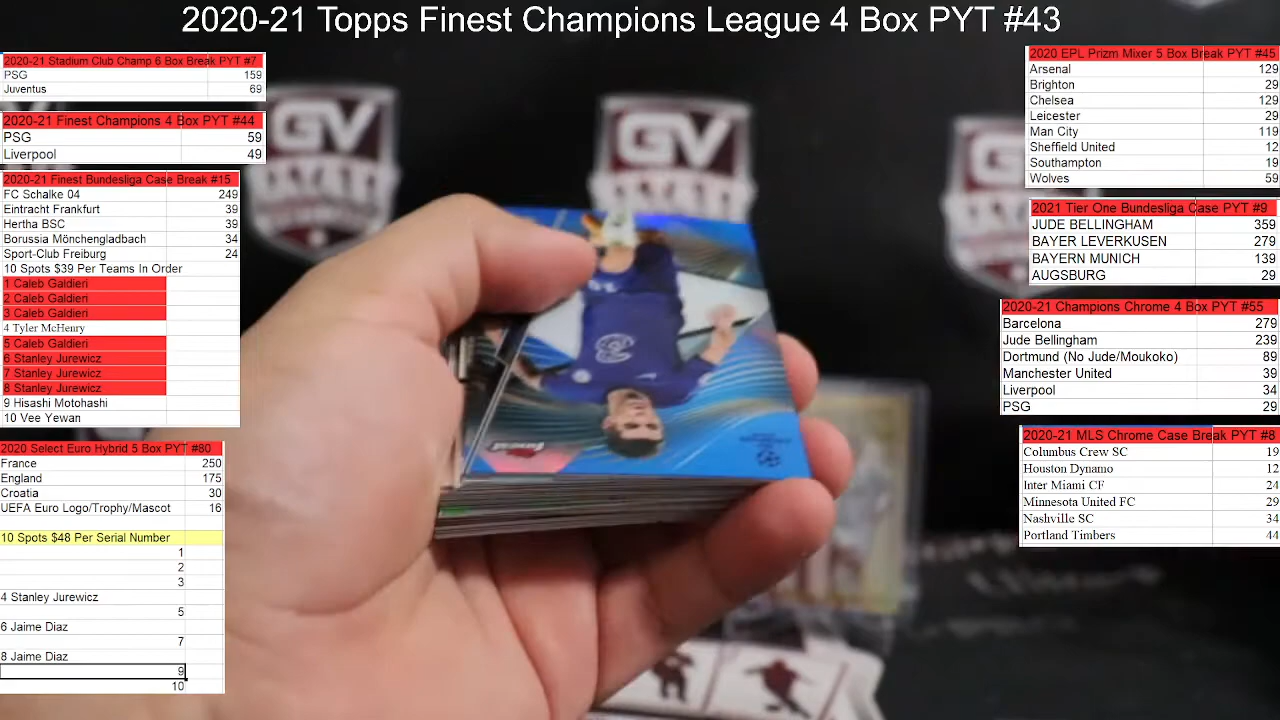 2020-21 Topps Finest Champions League 4 Box PYT #43
2020-21 Stadium Club Champ 6 Box Break PYT #7
PSG 159
Juventus 69
2020-21 Finest Champions 4 Box PYT #44
PSG 59
Liverpool 49
2020-21 Finest Bundesliga Case Break #15
FC Schalke 04 249
Eintracht Frankfurt 39
Hertha BSC 39
Borussia Mönchengladbach 34
Sport-Club Freiburg 24
10 Spots $39 Per Teams In Order
1 Caleb Galdieri
2 Caleb Galdieri
3 Caleb Galdieri
4 Tyler McHenry
5 Caleb Galdieri
6 Stanley Jurewicz
7 Stanley Jurewicz
8 Stanley Jurewicz
9 Hisashi Motohashi
10 Vee Yewan
2020 Select Euro Hybrid 5 Box PYT #80
France 250
England 175
Croatia 30
UEFA Euro Logo/Trophy/Mascot 16
10 Spots $48 Per Serial Number
1
2
3
4 Stanley Jurewicz
5
6 Jaime Diaz
7
8 Jaime Diaz
9
10
GV
GV
GV
2020 EPL Prizm Mixer 5 Box Break PYT #45
Arsenal 129
Brighton 29
Chelsea 129
Leicester 29
Man City 119
Sheffield United 12
Southampton 19
Wolves 59
2021 Tier One Bundesliga Case PYT #9
JUDE BELLINGHAM 359
BAYER LEVERKUSEN 279
BAYERN MUNICH 139
AUGSBURG 29
2020-21 Champions Chrome 4 Box PYT #55
Barcelona 279
Jude Bellingham 239
Dortmund (No Jude/Moukoko) 89
Manchester United 39
Liverpool 34
PSG 29
2020-21 MLS Chrome Case Break PYT #8
Columbus Crew SC 19
Houston Dynamo 12
Inter Miami CF 24
Minnesota United FC 29
Nashville SC 34
Portland Timbers 44